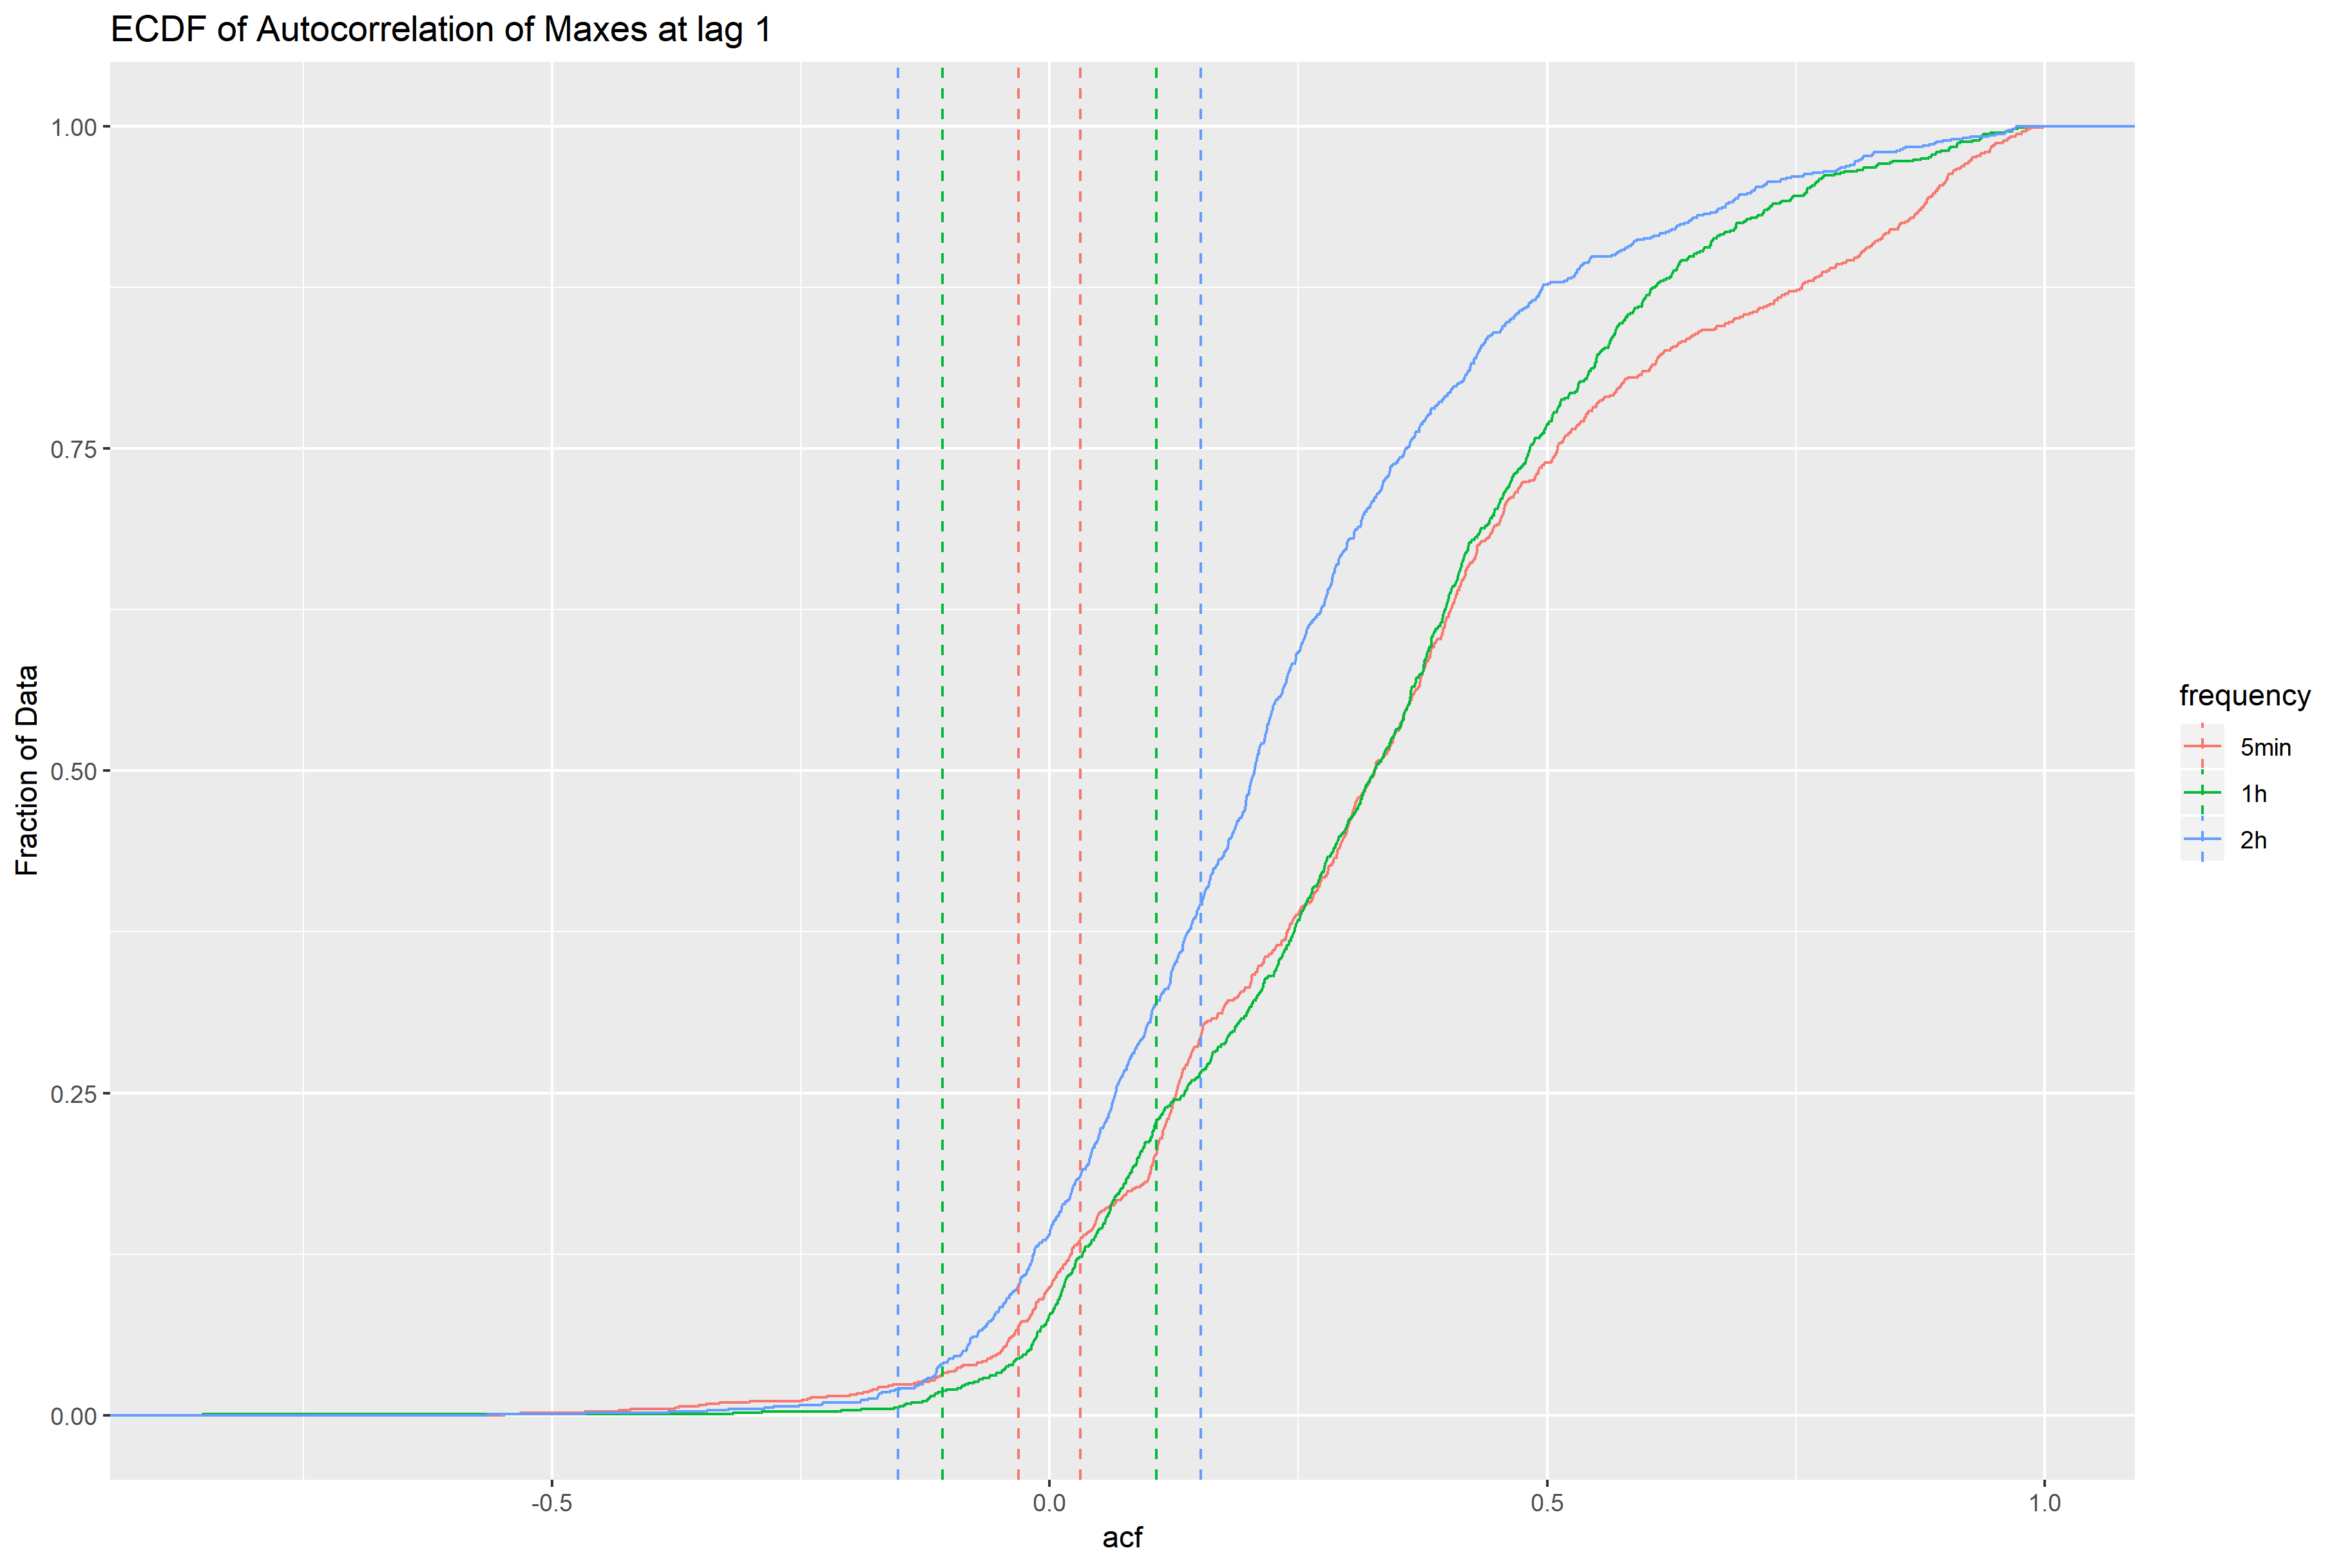 ECDF of Autocorrelation of Maxes at lag 1
1.00
0.75
0.50
0.25
0.00
Fraction of Data
-0.5
0.0
0.5
1.0
acf
frequency
5min
1h
2h